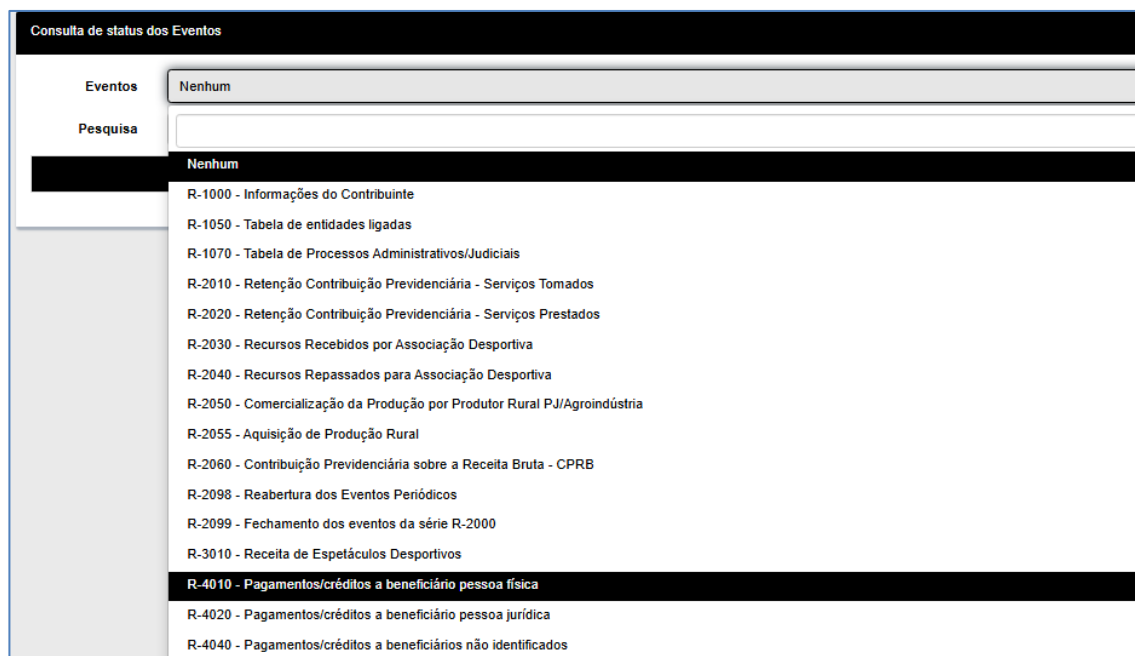 Consulta de status dos Eventos
Eventos
Nenhum
Pesquisa
Nenhum
R-1000 - Informações do Contribuinte
R-1050 - Tabela de entidades ligadas
R-1070 - Tabela de Processos Administrativos/Judiciais
R-2010 - Retenção Contribuição Previdenciária - Serviços Tomados
R-2020 - Retenção Contribuição Previdenciária - Serviços Prestados
R-2030 - Recursos Recebidos por Associação Desportiva
R-2040 - Recursos Repassados para Associação Desportiva
R-2050 - Comercialização da Produção por Produtor Rural PJ/Agroindústria
R-2055 - Aquisição de Produção Rural
R-2060 - Contribuição Previdenciária sobre a Receita Bruta - CPRB
R-2098 - Reabertura dos Eventos Periódicos
R-2099 - Fechamento dos eventos da série R-2000
R-3010 - Receita de Espetáculos Desportivos
R-4010 - Pagamentos/créditos a beneficiário pessoa física
R-4020 - Pagamentos/créditos a beneficiário pessoa jurídica
R-4040 - Pagamentos/créditos a beneficiários não identificados